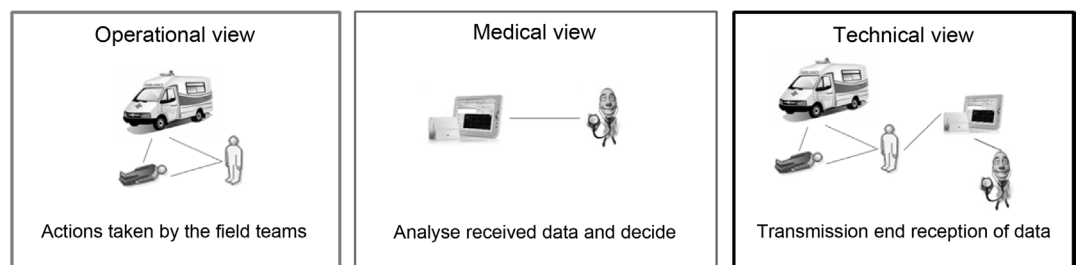 Operational view
Actions taken by the field teams
Medical view
Analyse received data and decide
Technical view
Transmission end reception of data